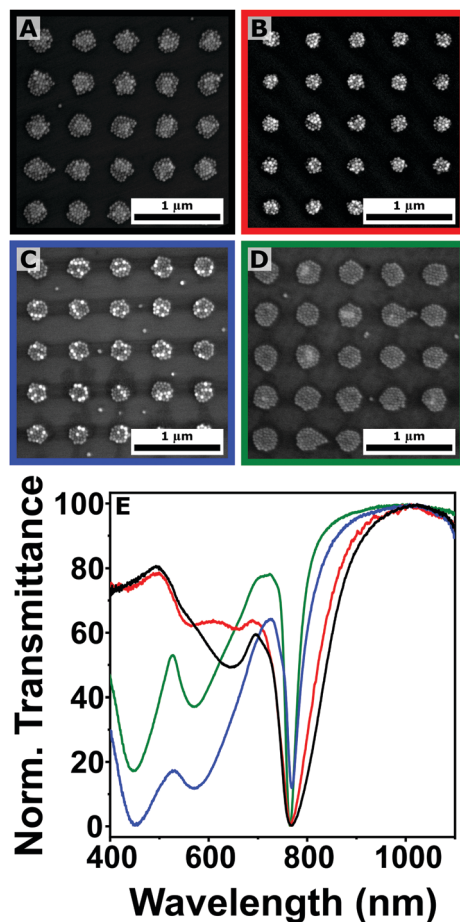 A
B
1 μm
1 μm
C
D
1 μm
1 μm
E
100
80
60
40
20
0
Norm. Transmittance
400
600
800
1000
Wavelength (nm)